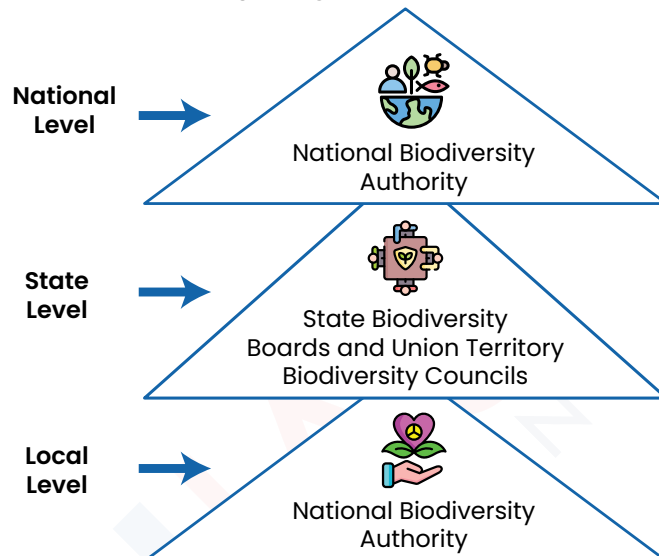 National
Level
National Biodiversity
Authority
State
Level
State Biodiversity
Boards and Union Territory
Biodiversity Councils
Local
Level
National Biodiversity
Authority